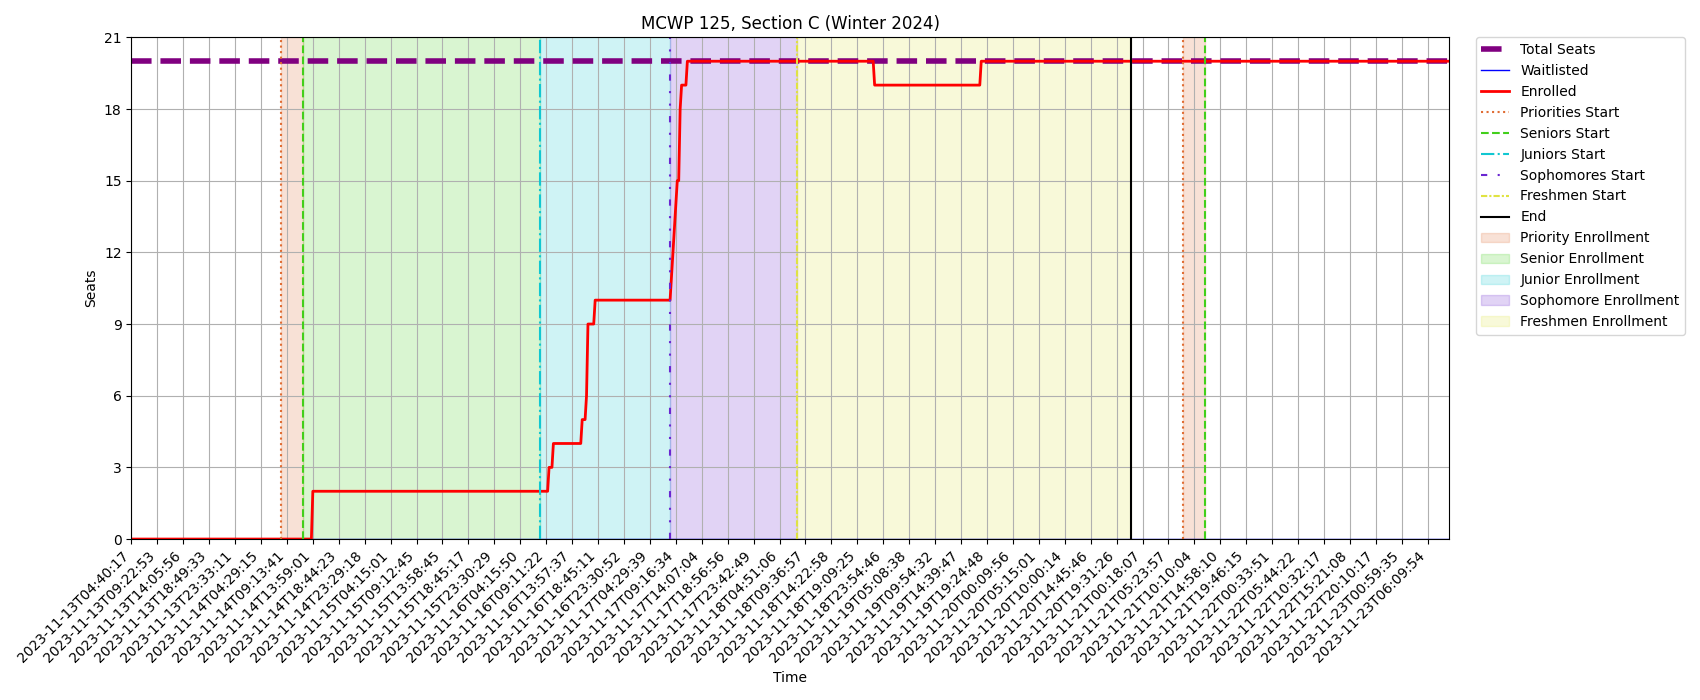 MCWP 125, Section C (Winter 2024)
Seats
21
18
15
12
9
6
3
0
2023-11-13T04:40:17
2023-11-13T09:22:53
2023-11-13T14:05:56
2023-11-13T18:49:33
2023-11-13T23:33:11
2023-11-14T04:29:15
2023-11-14T09:13:41
2023-11-14T13:59:01
2023-11-14T18:44:23
2023-11-14T23:29:18
2023-11-15T04:15:01
2023-11-15T09:12:45
2023-11-15T13:58:45
2023-11-15T18:45:17
2023-11-15T23:30:29
2023-11-16T04:15:50
2023-11-16T09:11:22
2023-11-16T13:57:37
2023-11-16T18:45:11
2023-11-16T23:30:52
2023-11-17T04:29:39
2023-11-17T09:16:34
2023-11-17T14:07:04
2023-11-17T18:56:56
2023-11-17T23:42:49
2023-11-18T04:51:06
2023-11-18T09:36:57
2023-11-18T14:22:58
2023-11-18T19:09:25
2023-11-18T23:54:46
2023-11-19T05:08:38
2023-11-19T09:54:32
2023-11-19T14:39:47
2023-11-19T19:24:48
2023-11-20T00:09:56
2023-11-20T05:15:01
2023-11-20T10:00:14
2023-11-20T14:45:46
2023-11-20T19:31:26
2023-11-21T00:18:07
2023-11-21T05:23:57
2023-11-21T10:10:04
2023-11-21T14:58:10
2023-11-21T19:46:15
2023-11-22T00:33:51
2023-11-22T05:44:22
2023-11-22T10:32:17
2023-11-22T15:21:08
2023-11-22T20:10:17
2023-11-23T00:59:35
2023-11-23T06:09:54
Time
Total Seats
Waitlisted
Enrolled
Priorities Start
Seniors Start
Juniors Start
Sophomores Start
Freshmen Start
End
Priority Enrollment
Senior Enrollment
Junior Enrollment
Sophomore Enrollment
Freshmen Enrollment